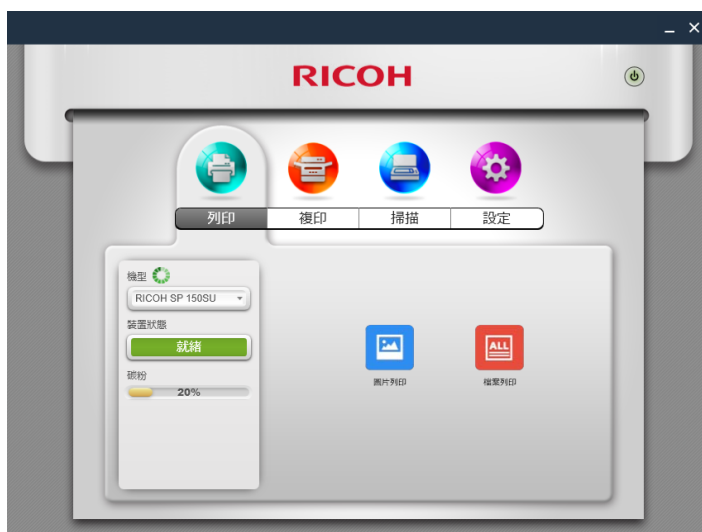 RICOH
列印 複印 掃描 設定
機型
RICOH SP 150SU
裝置狀態
就緒
碳粉
20%
ALL
圖片列印 檔案列印